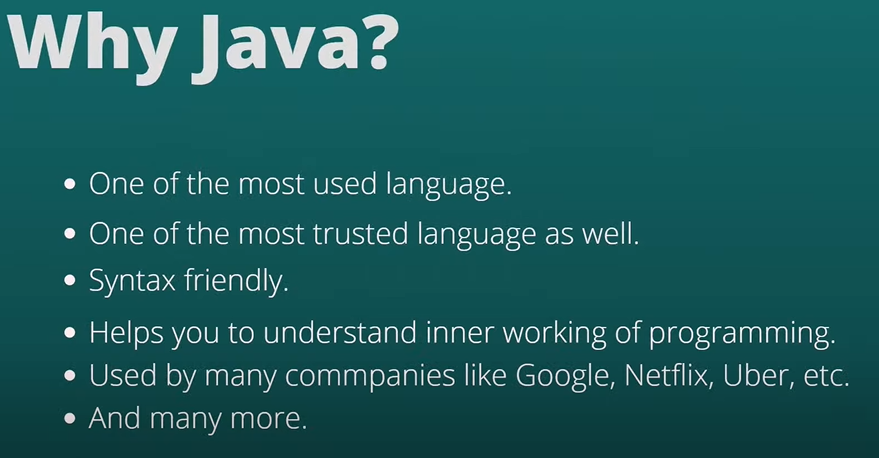 Why Java?
• One of the most used language.
• One of the most trusted language as well.
• Syntax friendly.
• Helps you to understand inner working of programming.
• Used by many commpanies like Google, Netflix, Uber, etc.
• And many more.